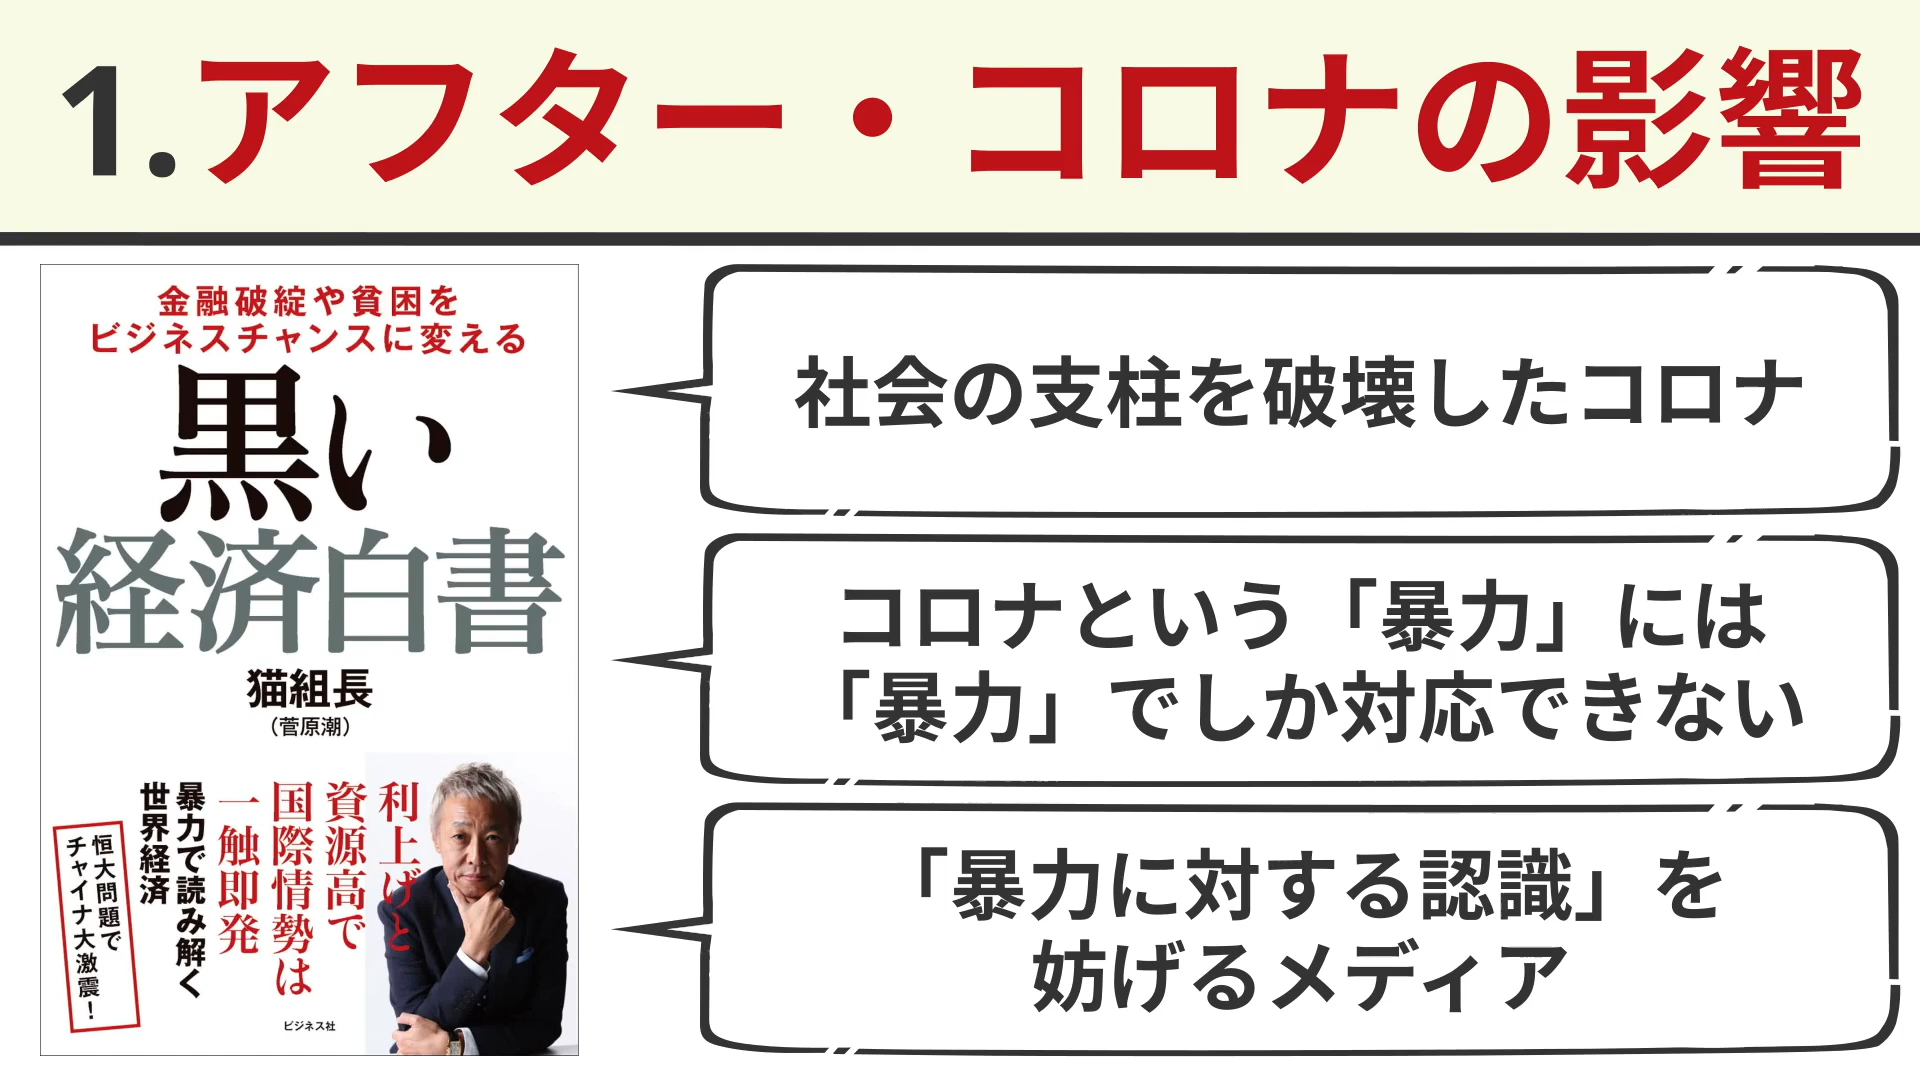 1.アフター・コロナの影響
金融破綻や貧困を
ビジネスチャンスに変える
黒い
経済白書
猫組長
（菅原潮）
利上げと
資源高で
国際情勢は
一触即発
暴力で読み解く
世界経済
恒大問題で
チャイナ大激震！
ビジネス社
社会の支柱を破壊したコロナ
コロナという「暴力」には
「暴力」でしか対応できない
「暴力に対する認識」を
妨げるメディア